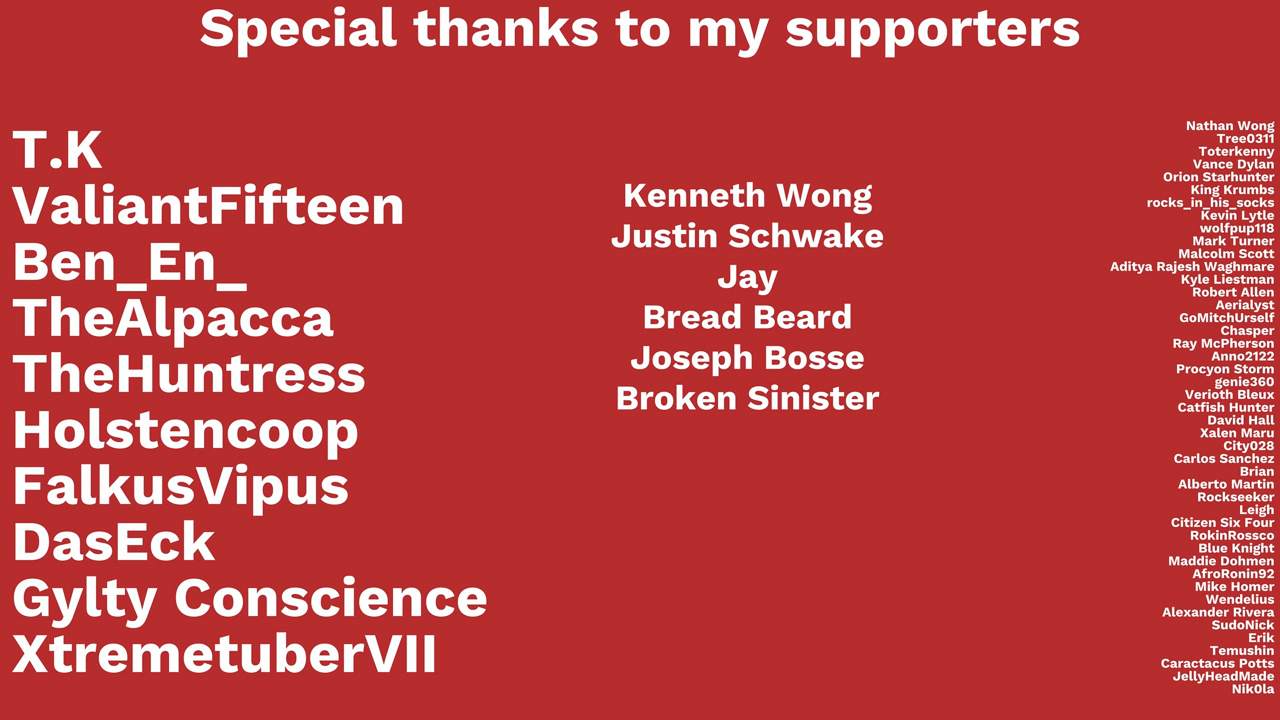 Special thanks to my supporters
T.K
ValiantFifteen
Ben_En_
TheAlpacca
TheHuntress
Holstencoop
FalkusVipus
DasEck
Gylty Conscience
XtremetuberVII
Kenneth Wong
Justin Schwake
Jay
Bread Beard
Joseph Bosse
Broken Sinister
Nathan Wong
Tree0311
Toterkenny
Vance Dylan
Orion Starhunter
King Krumbs
rocks_in_his_socks
Kevin Lytle
wolfpup118
Mark Turner
Malcolm Scott
Aditya Rajesh Waghmare
Kyle Liestman
Robert Allen
Aerialyst
GoMitchUrself
Chasper
Ray McPherson
Anno2122
Procyon Storm
genie360
Verioth Bleux
Catfish Hunter
David Hall
Xalen Maru
City028
Carlos Sanchez
Brian
Alberto Martin
Rockseeker
Leigh
Citizen Six Four
RokinRossco
Blue Knight
Maddie Dohmen
AfroRonin92
Mike Homer
Wendelius
Alexander Rivera
SudoNick
Erik
Temushin
Caractacus Potts
JellyHeadMade
Nik0la